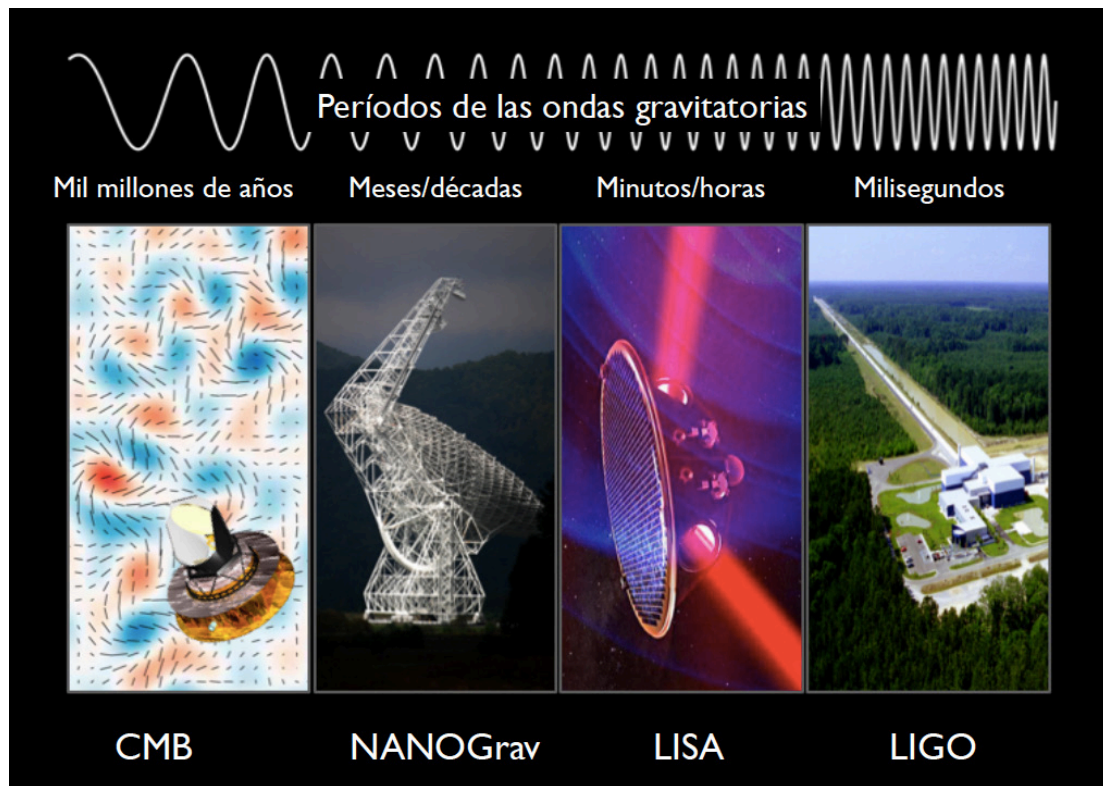 Períodos de las ondas gravitatorias
Mil millones de años
Meses/décadas
Minutos/horas
Milisegundos
CMB
NANOGrav
LISA
LIGO